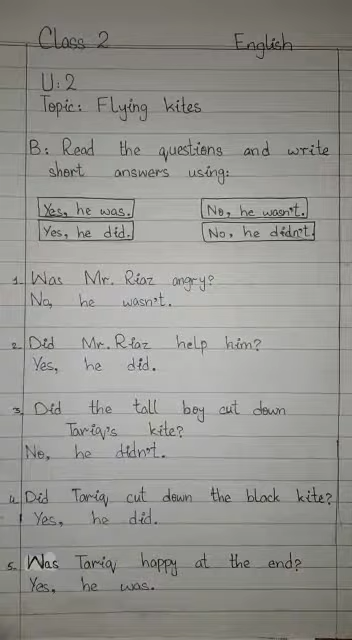 Class 2 English
U: 2
Topic: Flying kites
B: Read the questions and write
short answers using:
Yes, he was. No, he wasn't.
Yes, he did. No, he didn't.
1. Was Mr. Riaz angry?
No, he wasn't.
2. Did Mr. Riaz help him?
Yes, he did.
3. Did the tall boy cut down
Tariq's kite?
No, he didn't.
4. Did Tariq cut down the black kite?
Yes, he did.
5. Was Tariq happy at the end?
Yes, he was.